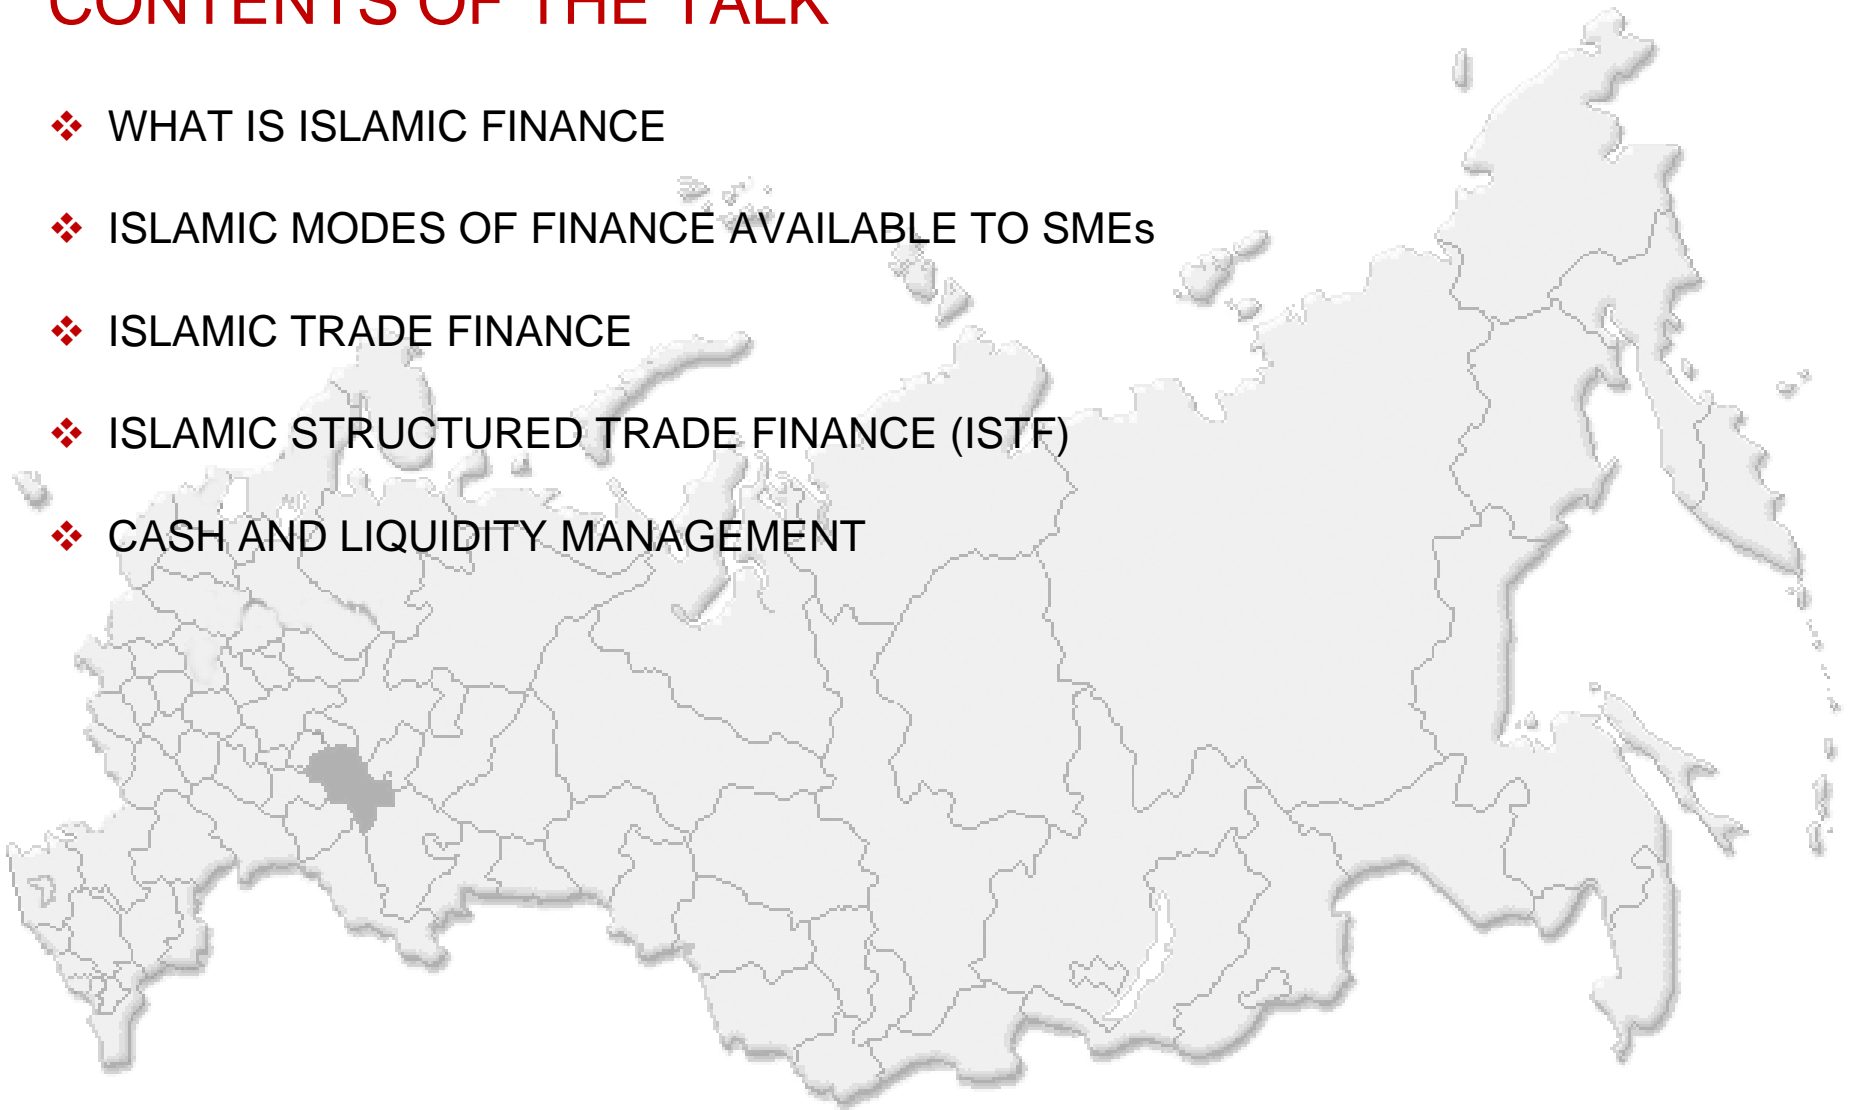 CONTENTS OF THE TALK
WHAT IS ISLAMIC FINANCE
ISLAMIC MODES OF FINANCE AVAILABLE TO SMEs
ISLAMIC TRADE FINANCE
ISLAMIC STRUCTURED TRADE FINANCE (ISTF)
CASH AND LIQUIDITY MANAGEMENT